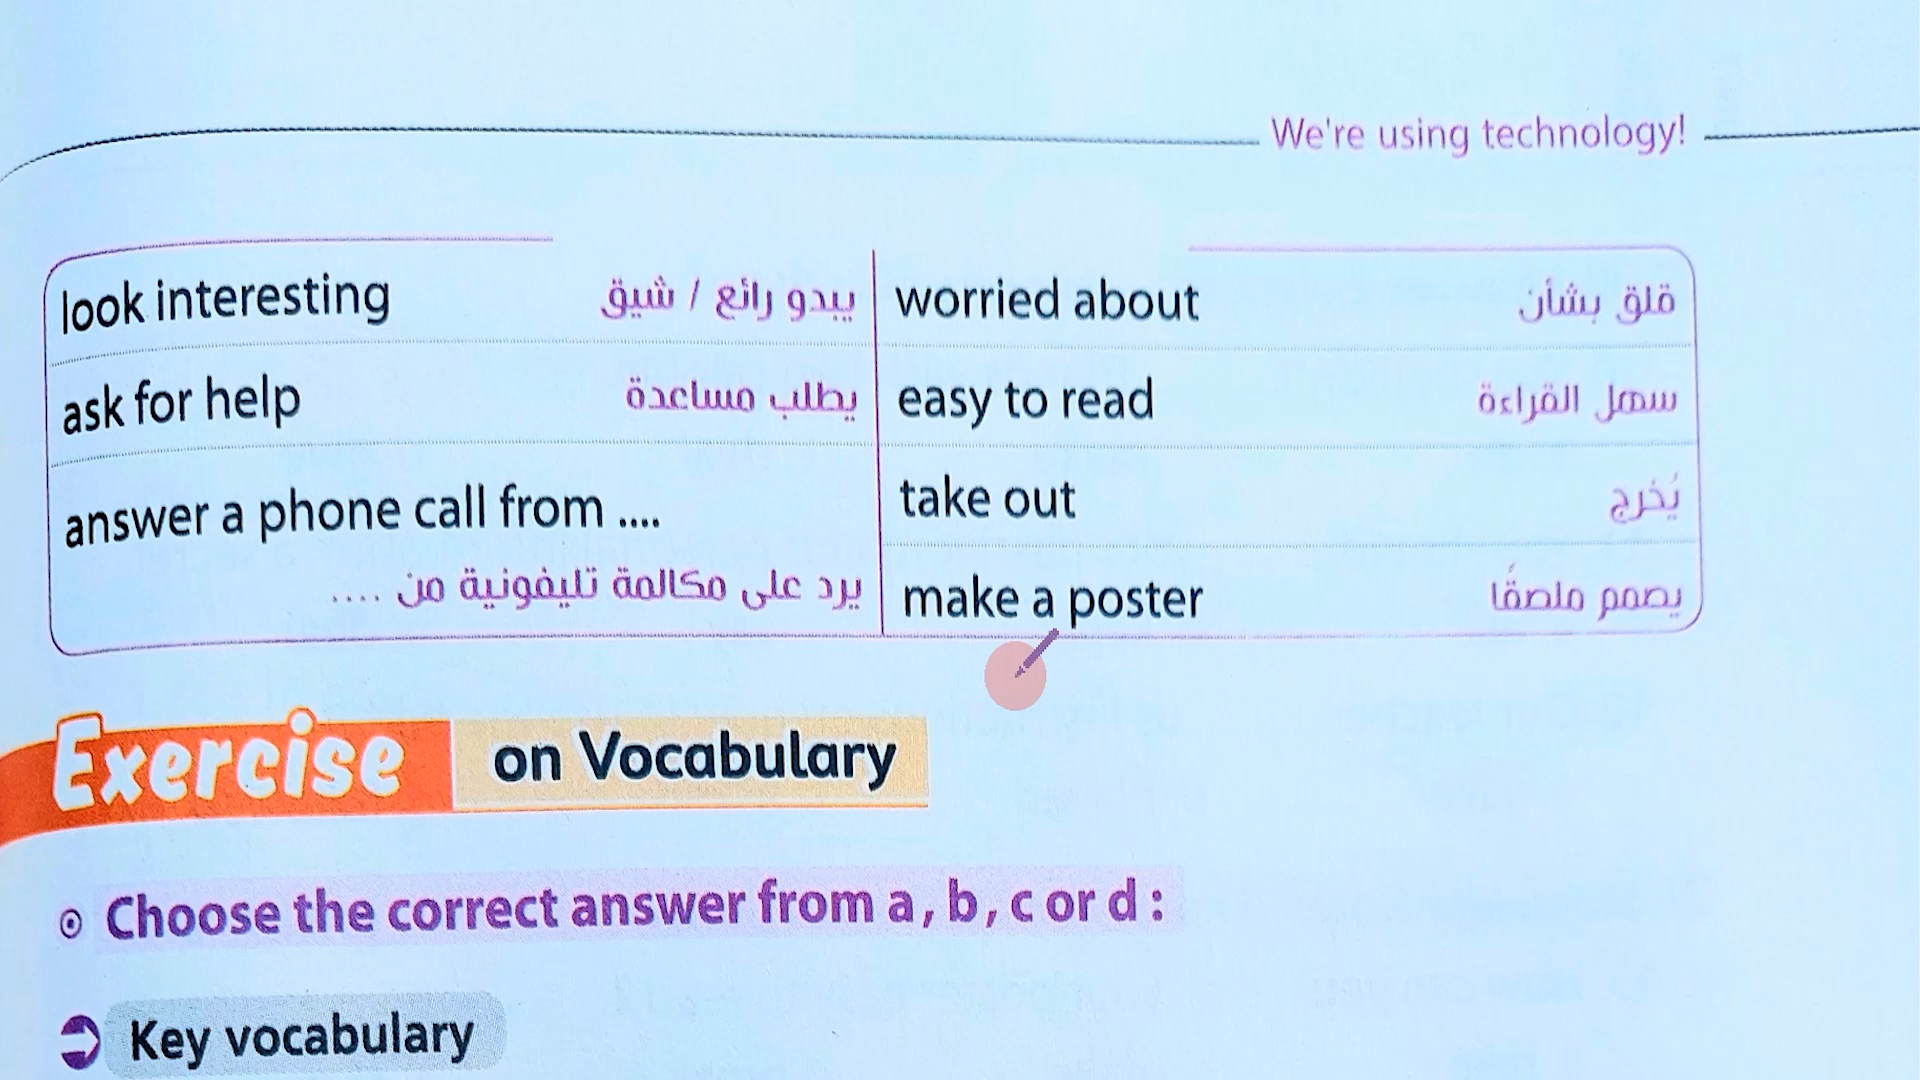 We're using technology!
look interesting يبدو رائع / شيق
worried about قلق بشأن
ask for help يطلب مساعدة
easy to read سهل القراءة
answer a phone call from ....
يرد على مكالمة تليفونية من ....
take out يُخرج
make a poster يصمم ملصقًا
Exercise on Vocabulary
Choose the correct answer from a, b, c or d :
Key vocabulary